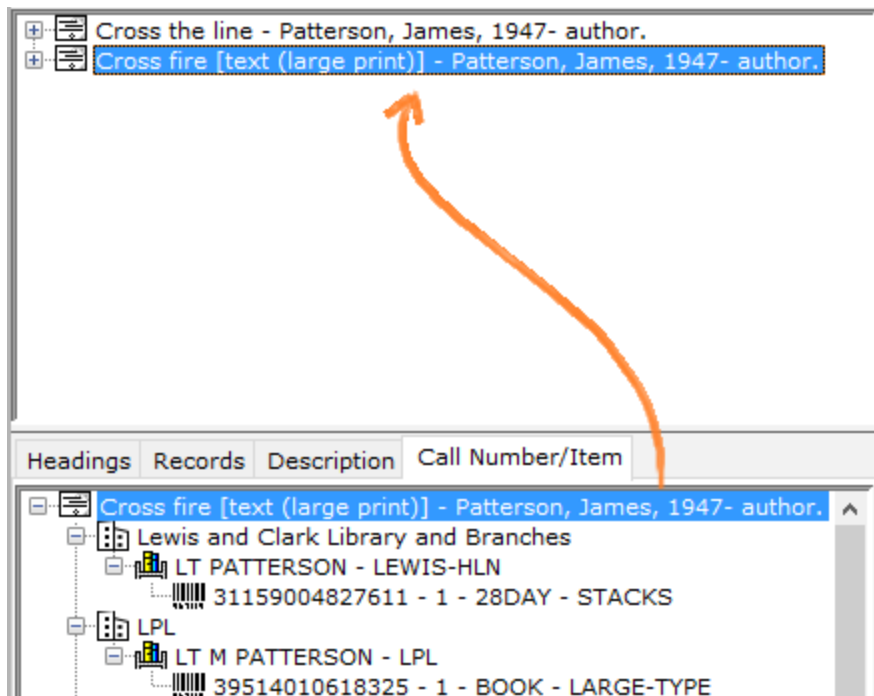 Cross the line - Patterson, James, 1947- author.
Cross fire [text (large print)] - Patterson, James, 1947- author.
Headings Records Description Call Number/Item
Cross fire [text (large print)] - Patterson, James, 1947- author.
Lewis and Clark Library and Branches
LT PATTERSON - LEWIS-HLN
31159004827611 - 1 - 28DAY - STACKS
LPL
LT M PATTERSON - LPL
39514010618325 - 1 - BOOK - LARGE-TYPE